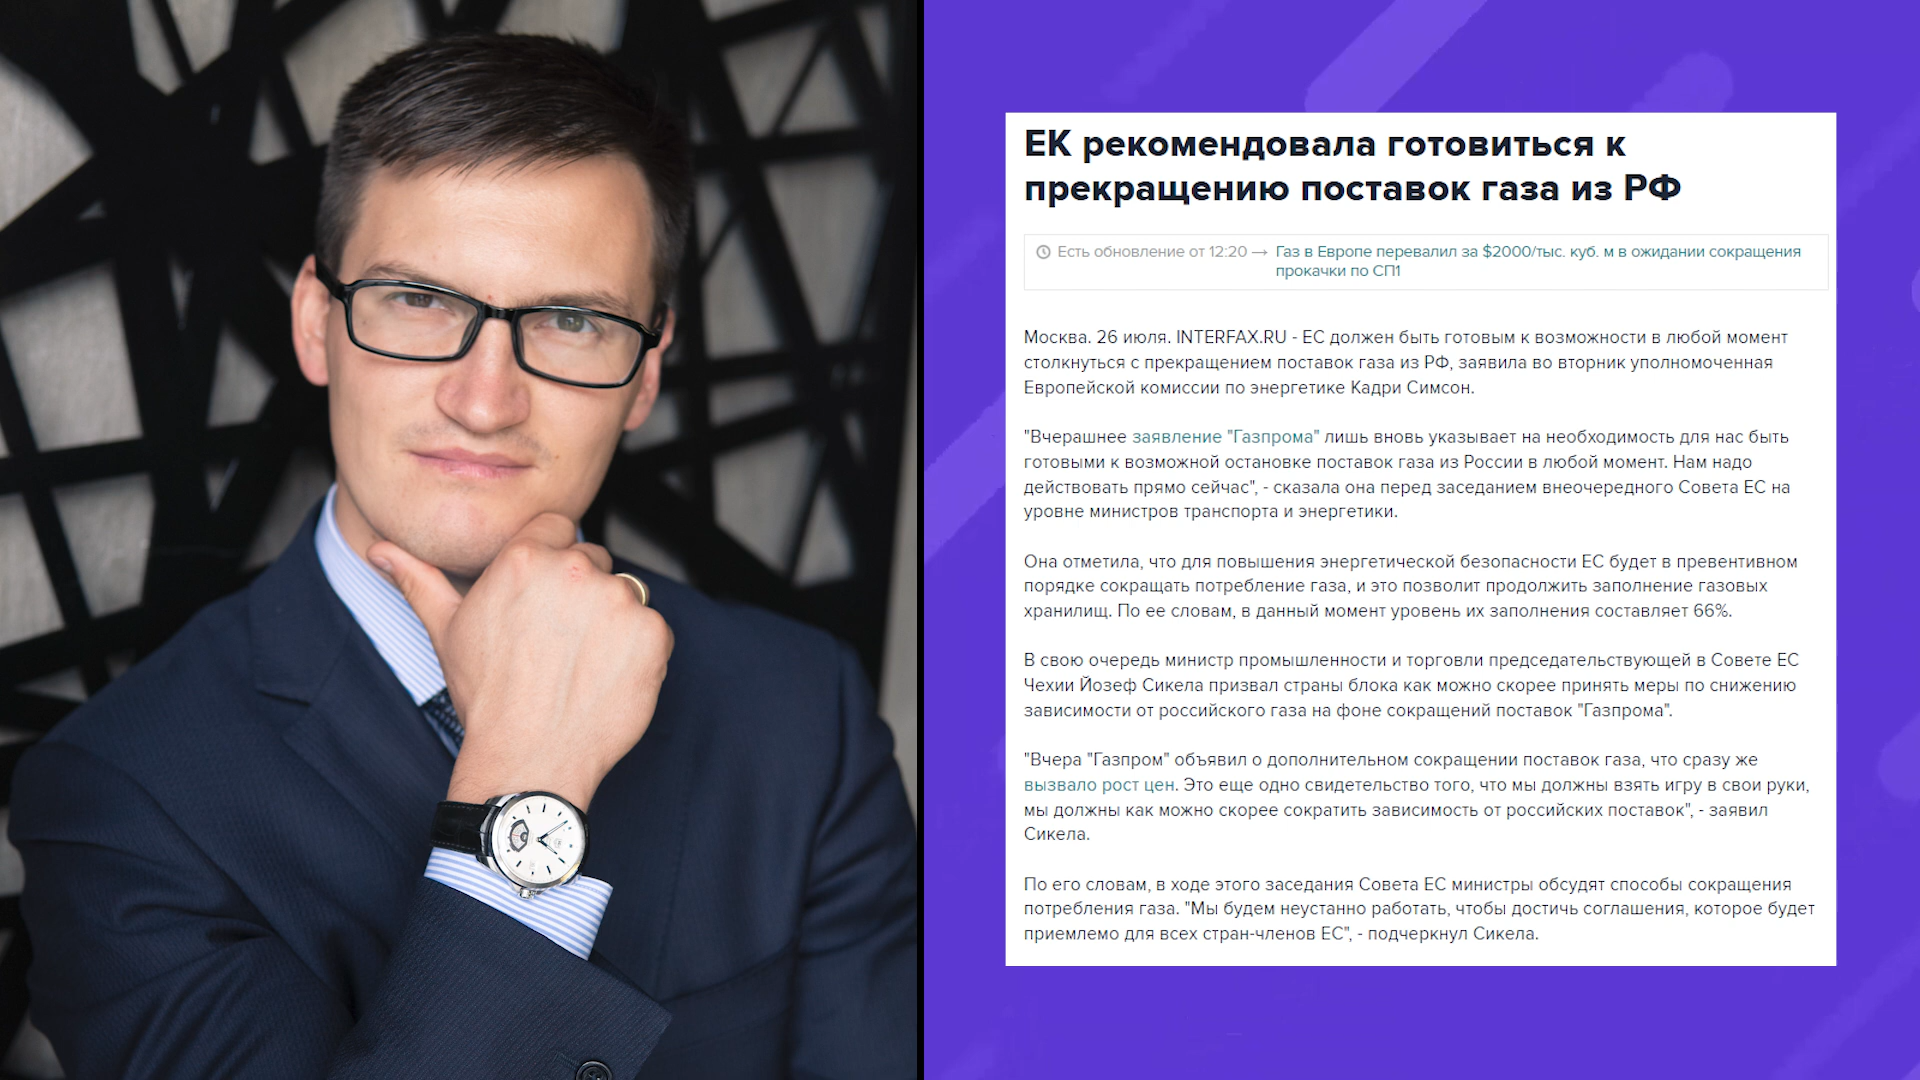 ЕК рекомендовала готовиться к
прекращению поставок газа из РФ
Есть обновление от 12:20 → Газ в Европе перевалил за $2000/тыс. куб. м в ожидании сокращения
прокачки по СП1
Москва. 26 июля. INTERFAX.RU - ЕС должен быть готовым к возможности в любой момент
столкнуться с прекращением поставок газа из РФ, заявила во вторник уполномоченная
Европейской комиссии по энергетике Кадри Симсон.
"Вчерашнее заявление "Газпрома" лишь вновь указывает на необходимость для нас быть
готовыми к возможной остановке поставок газа из России в любой момент. Нам надо
действовать прямо сейчас", - сказала она перед заседанием внеочередного Совета ЕС на
уровне министров транспорта и энергетики.
Она отметила, что для повышения энергетической безопасности ЕС будет в превентивном
порядке сокращать потребление газа, и это позволит продолжить заполнение газовых
хранилищ. По ее словам, в данный момент уровень их заполнения составляет 66%.
В свою очередь министр промышленности и торговли председательствующей в Совете ЕС
Чехии Йозеф Сикела призвал страны блока как можно скорее принять меры по снижению
зависимости от российского газа на фоне сокращений поставок "Газпрома".
"Вчера "Газпром" объявил о дополнительном сокращении поставок газа, что сразу же
вызвало рост цен. Это еще одно свидетельство того, что мы должны взять игру в свои руки,
мы должны как можно скорее сократить зависимость от российских поставок", - заявил
Сикела.
По его словам, в ходе этого заседания Совета ЕС министры обсудят способы сокращения
потребления газа. "Мы будем неустанно работать, чтобы достичь соглашения, которое будет
приемлемо для всех стран-членов ЕС", - подчеркнул Сикела.